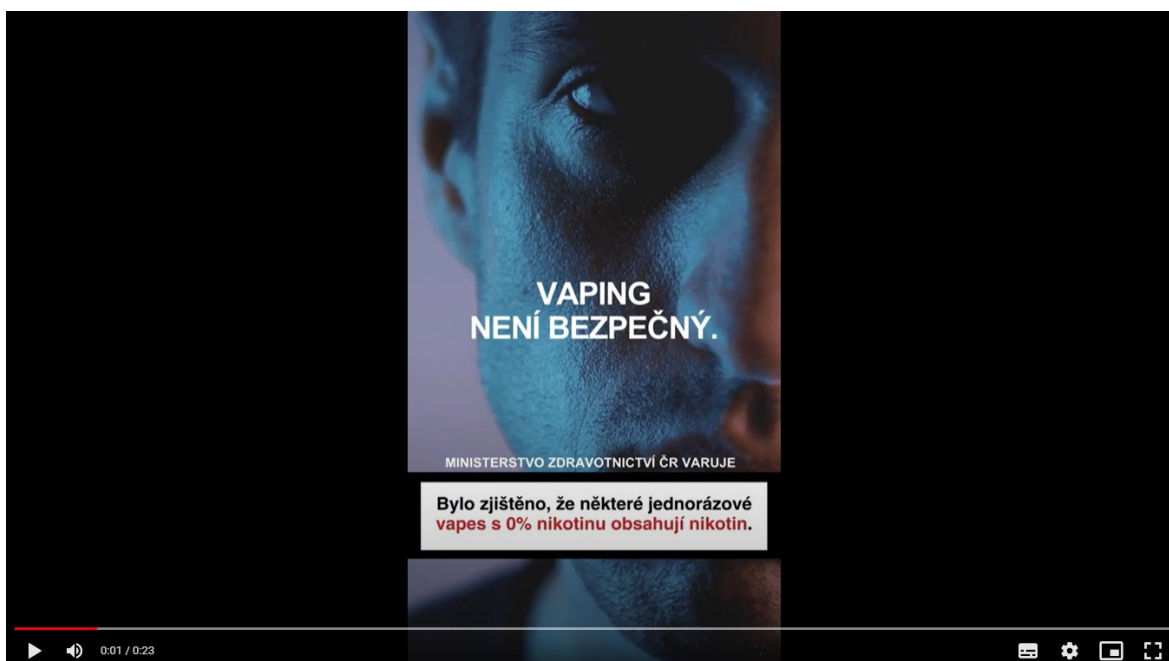 VAPING
NENÍ BEZPEČNÝ.
MINISTERSTVO ZDRAVOTNICTVÍ ČR VARUJE
Bylo zjištěno, že některé jednorázové
vapes s 0% nikotinu obsahují nikotin.
0:01 / 0:23